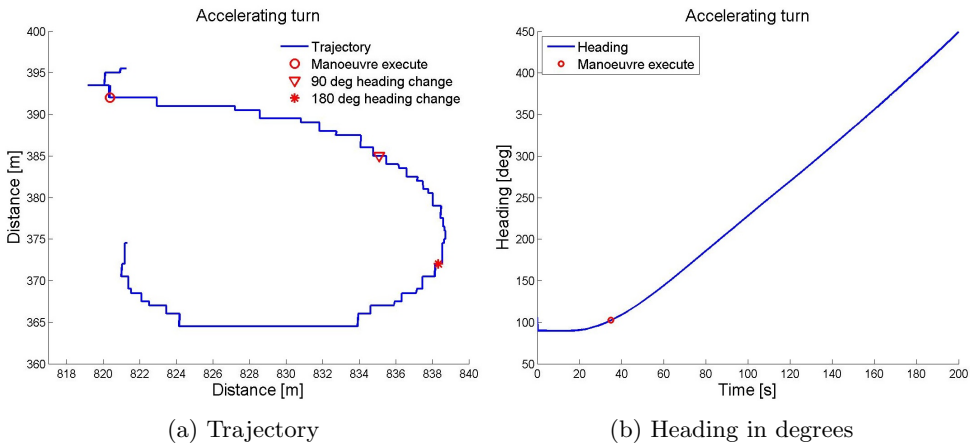 Accelerating turn
Distance [m]
400
395
390
385
380
375
370
365
360
Trajectory
Manoeuvre execute
90 deg heading change
180 deg heading change
818 820 822 824 826 828 830 832 834 836 838 840
Distance [m]
(a) Trajectory
Accelerating turn
Heading [deg]
450
400
350
300
250
200
150
100
50
Heading
Manoeuvre execute
0 20 40 60 80 100 120 140 160 180 200
Time [s]
(b) Heading in degrees